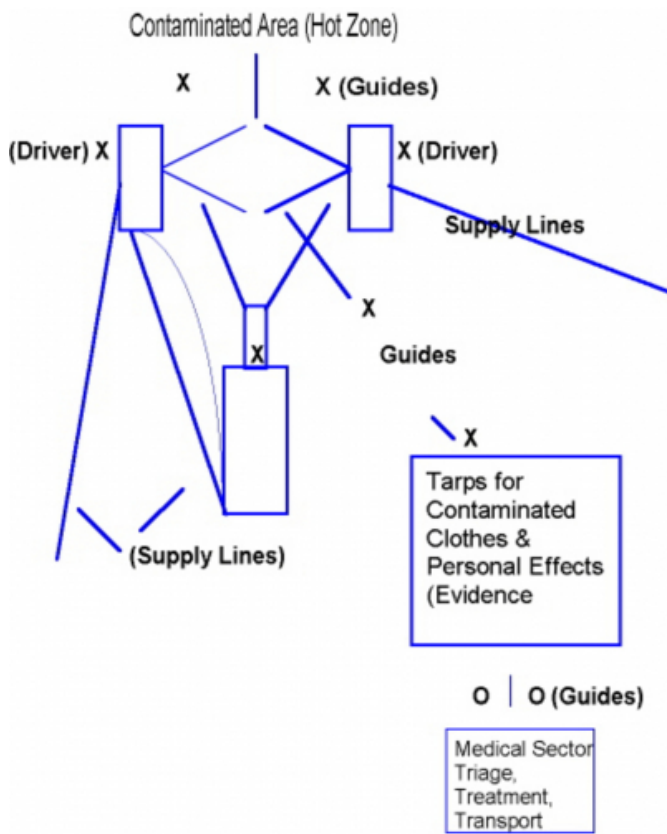 Contaminated Area (Hot Zone)
X
X (Guides)
(Driver) X
X (Driver)
Supply Lines
X
X
Guides
X
Tarps for
Contaminated
Clothes &
Personal Effects
(Evidence
(Supply Lines)
O
O (Guides)
Medical Sector
Triage,
Treatment,
Transport